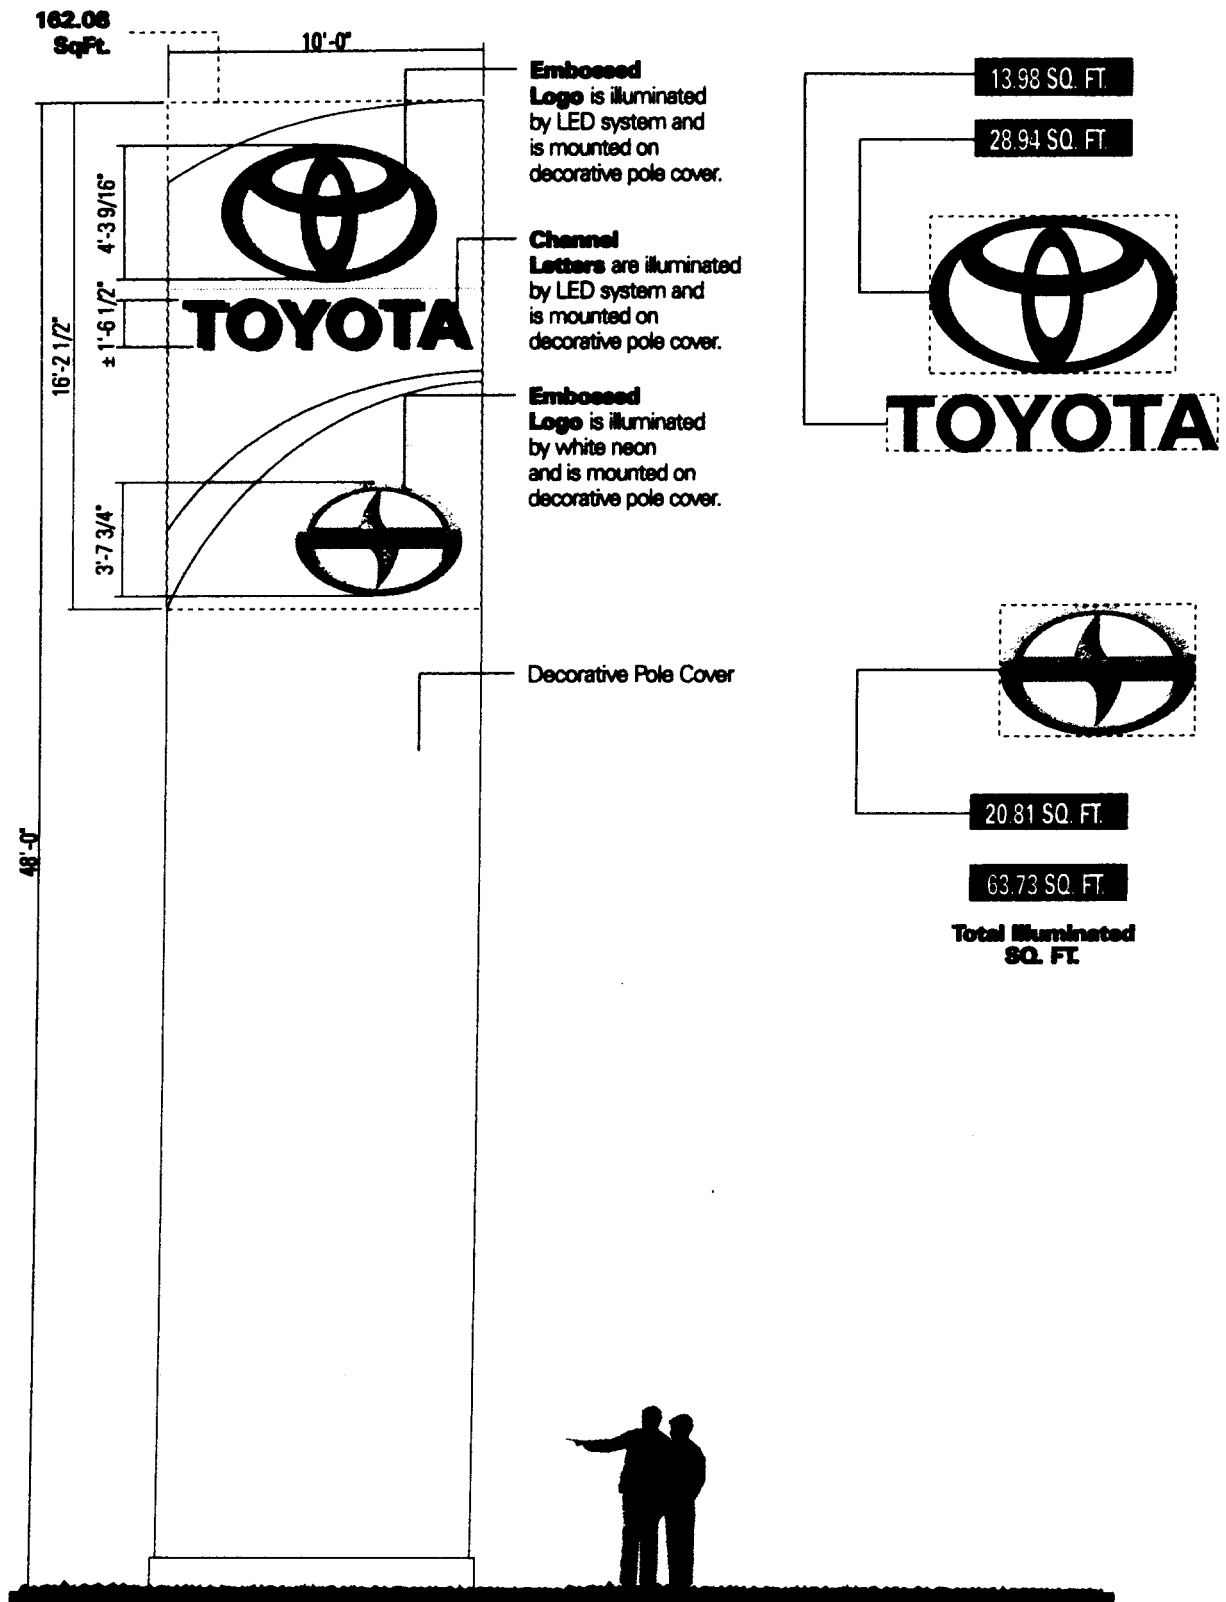 162.08
SqFt.
10'-0"
Embossed
Logo is illuminated
by LED system and
is mounted on
decorative pole cover.
4'-3 9/16"
Channel
Letters are illuminated
by LED system and
is mounted on
decorative pole cover.
± 1'-6 1/2"
TOYOTA
16'-2 1/2"
Embossed
Logo is illuminated
by white neon
and is mounted on
decorative pole cover.
3'-7 3/4"
Decorative Pole Cover
48'-0"
13.98 SQ. FT.
28.94 SQ. FT.
TOYOTA
20.81 SQ. FT.
63.73 SQ. FT.
Total Illuminated
SQ. FT.